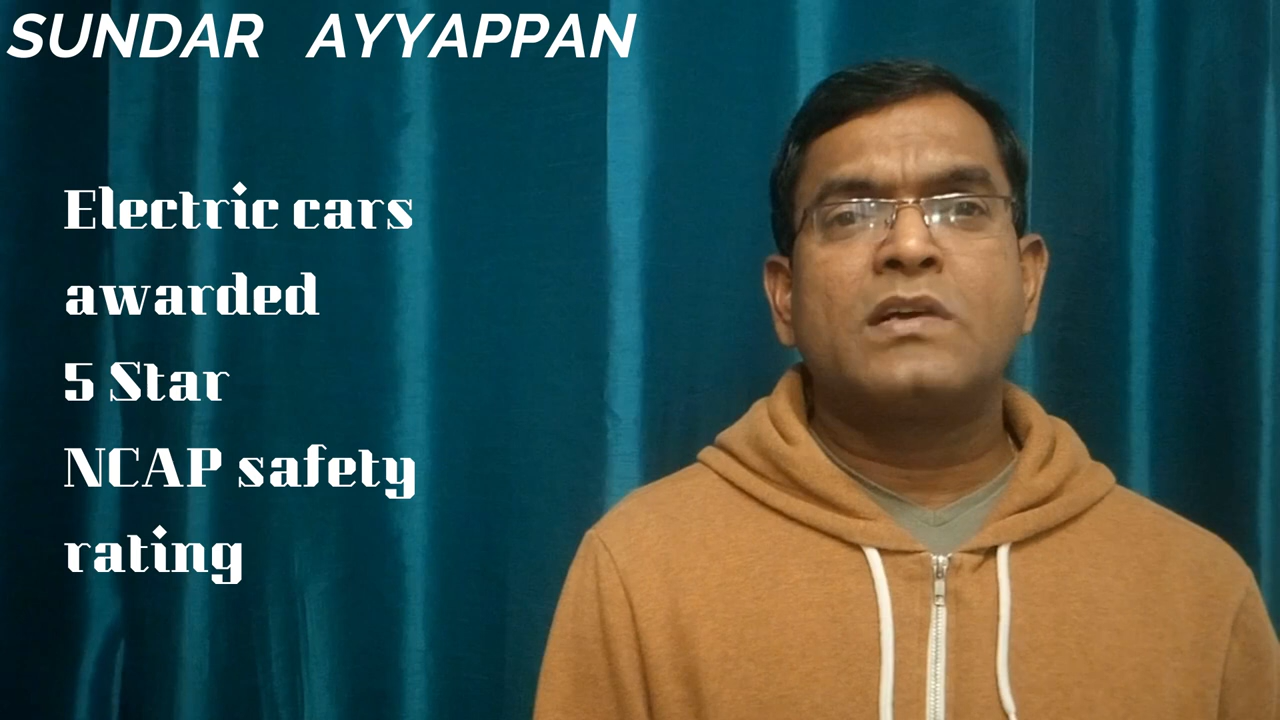 SUNDAR AYYAPPAN
Electric cars
awarded
5 Star
NCAP safety
rating